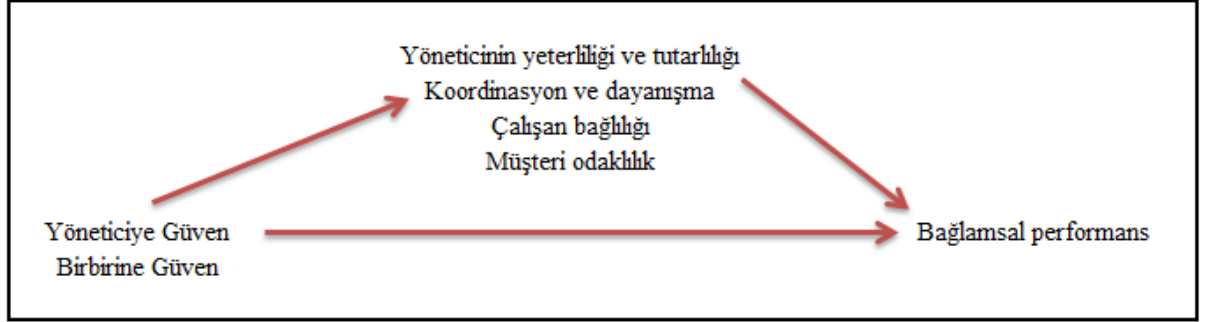 Yöneticinin yeterliliği ve tutarlılığı
Koordinasyon ve dayanışma
Çalışan bağlılığı
Müşteri odaklılık
Yöneticiye Güven
Birbirine Güven
Bağlamsal performans